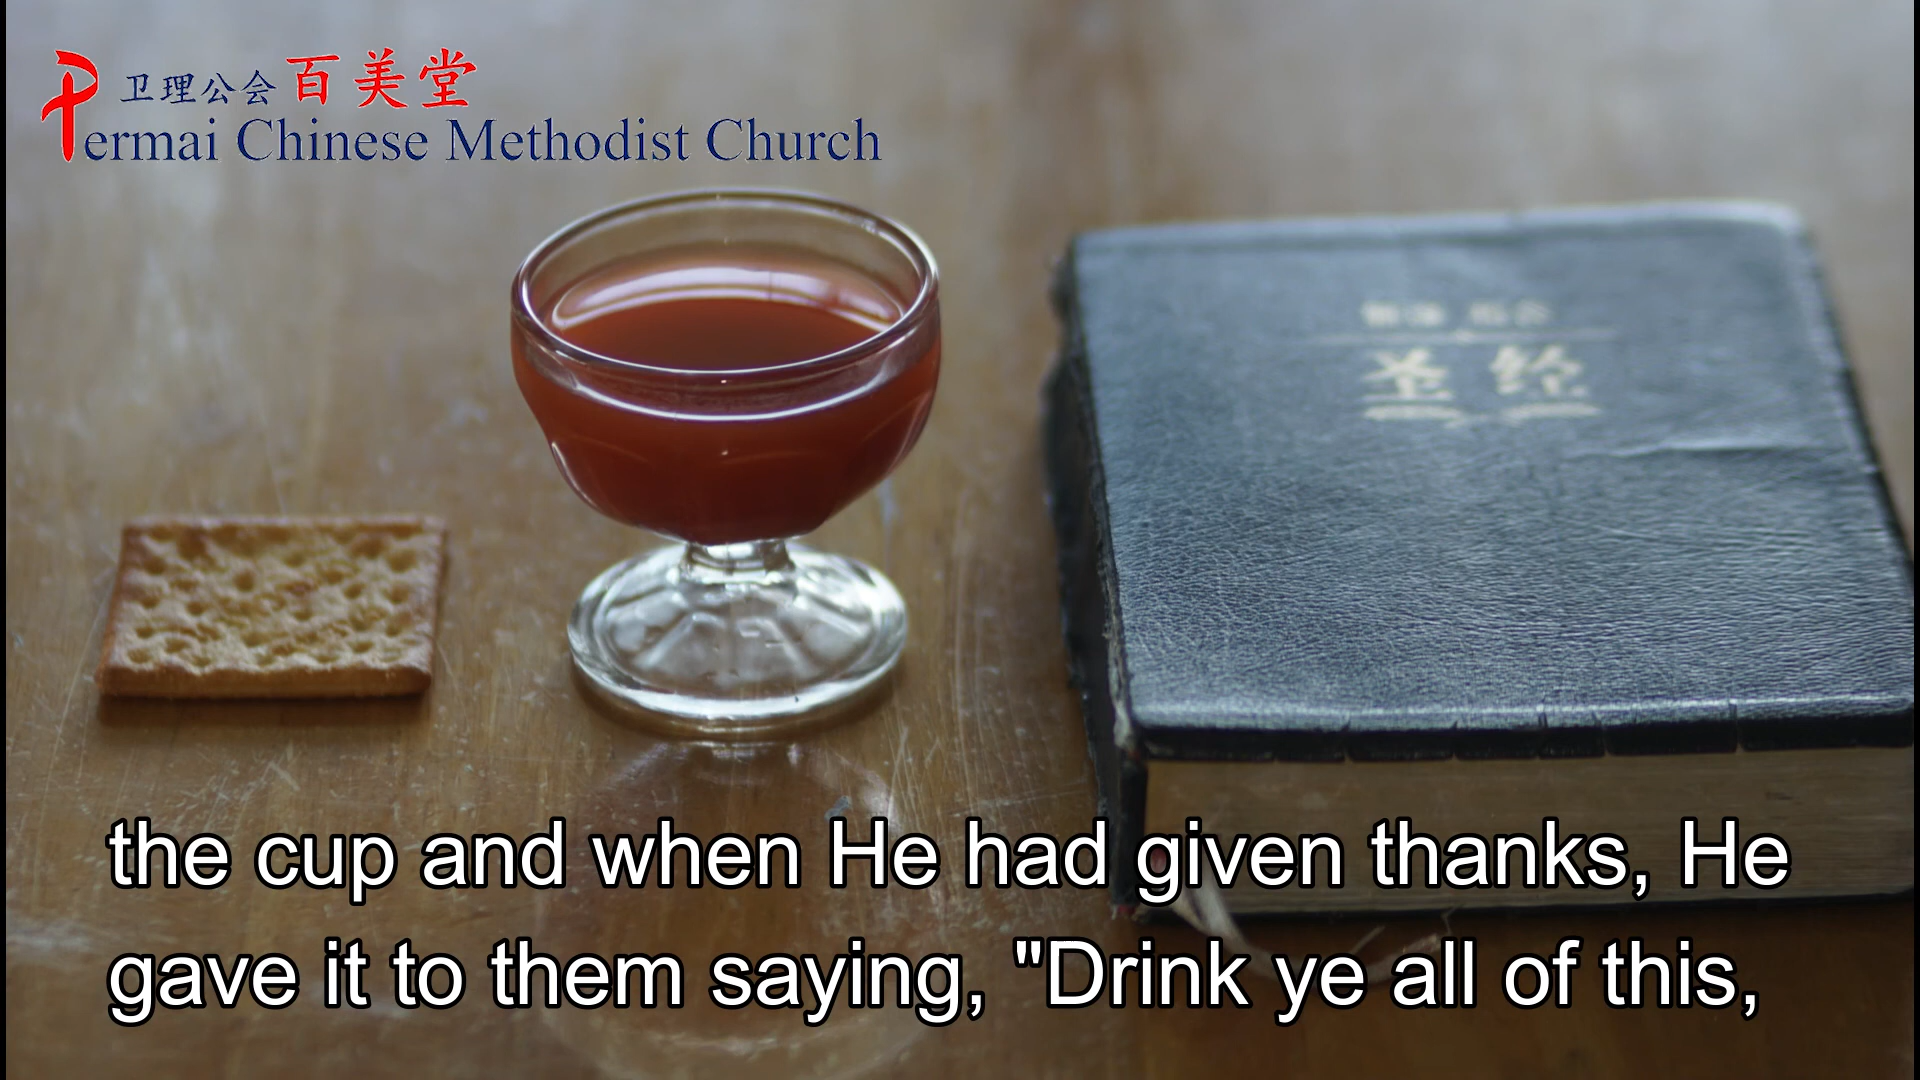 卫理公会百美堂
Permai Chinese Methodist Church
圣经
the cup and when He had given thanks, He
gave it to them saying, "Drink ye all of this,